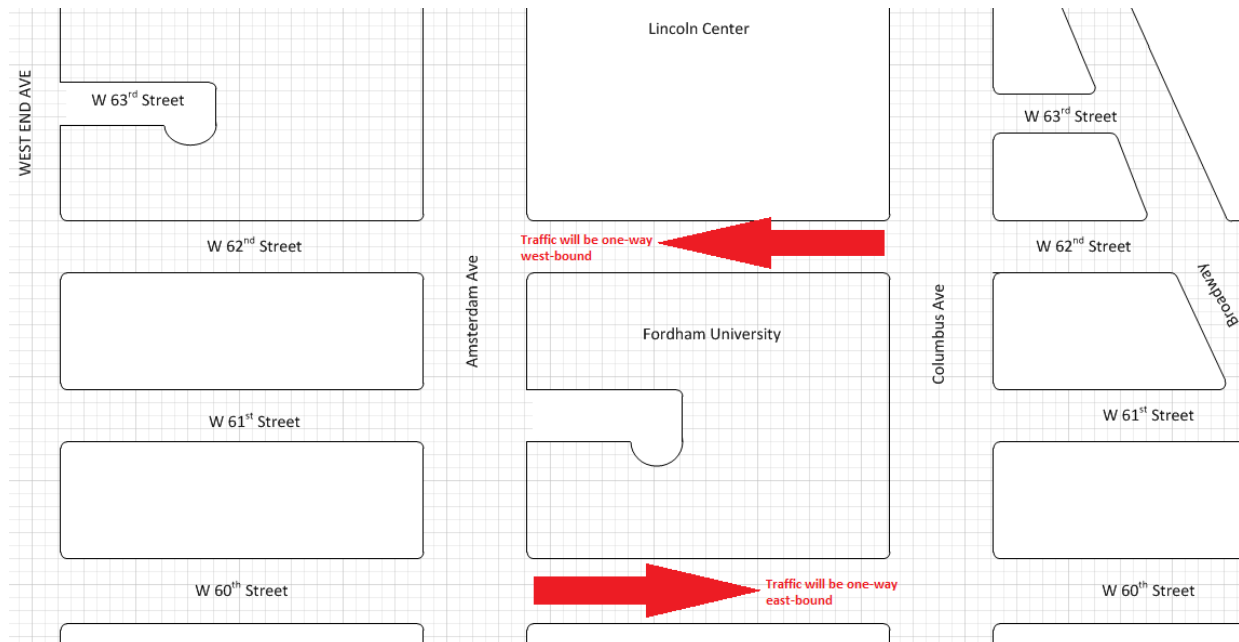 Lincoln Center
WEST END AVE
W 63rd Street
W 63rd Street
Traffic will be one-way
west-bound
W 62nd Street
W 62nd Street
Broadway
Amsterdam Ave
Columbus Ave
Fordham University
W 61st Street
W 61st Street
W 60th Street
Traffic will be one-way
east-bound
W 60th Street